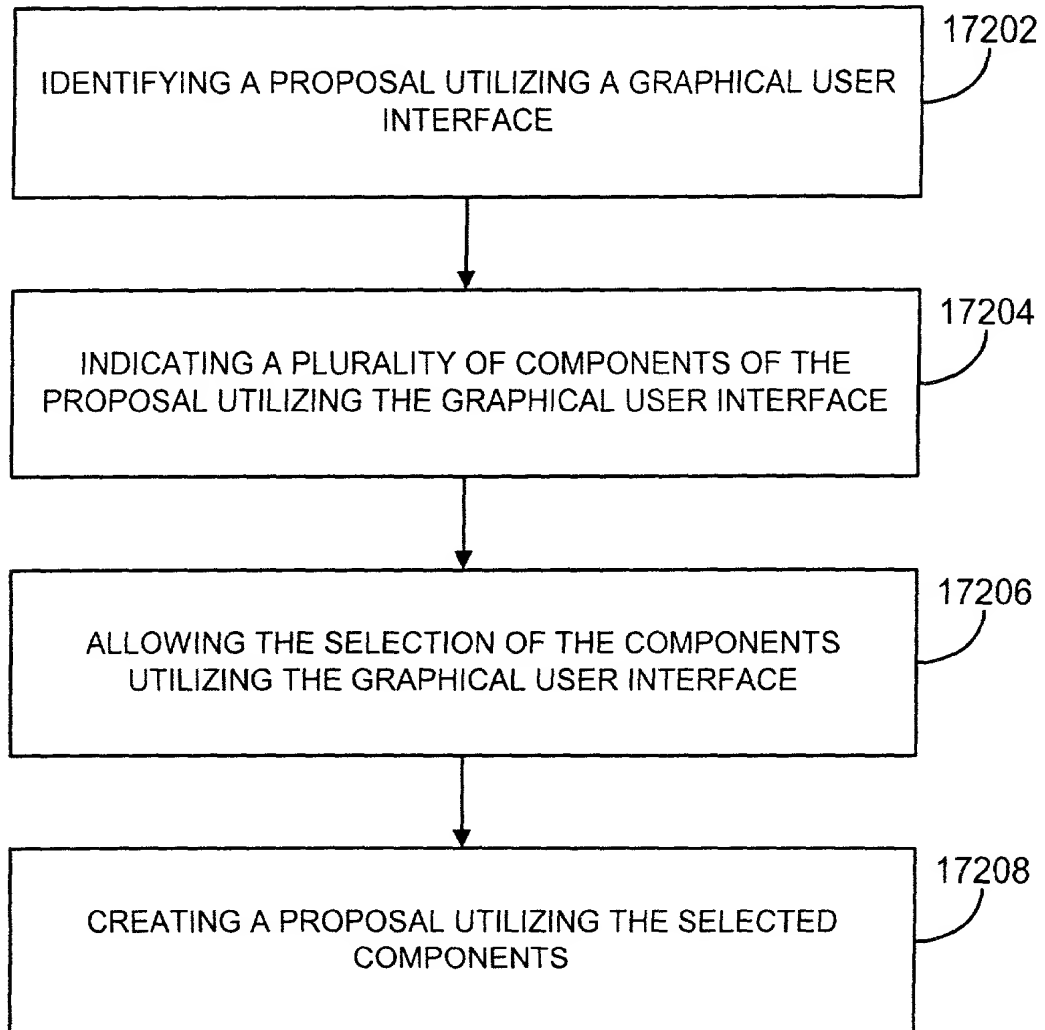 17202
IDENTIFYING A PROPOSAL UTILIZING A GRAPHICAL USER
INTERFACE
17204
INDICATING A PLURALITY OF COMPONENTS OF THE
PROPOSAL UTILIZING THE GRAPHICAL USER INTERFACE
17206
ALLOWING THE SELECTION OF THE COMPONENTS
UTILIZING THE GRAPHICAL USER INTERFACE
17208
CREATING A PROPOSAL UTILIZING THE SELECTED
COMPONENTS